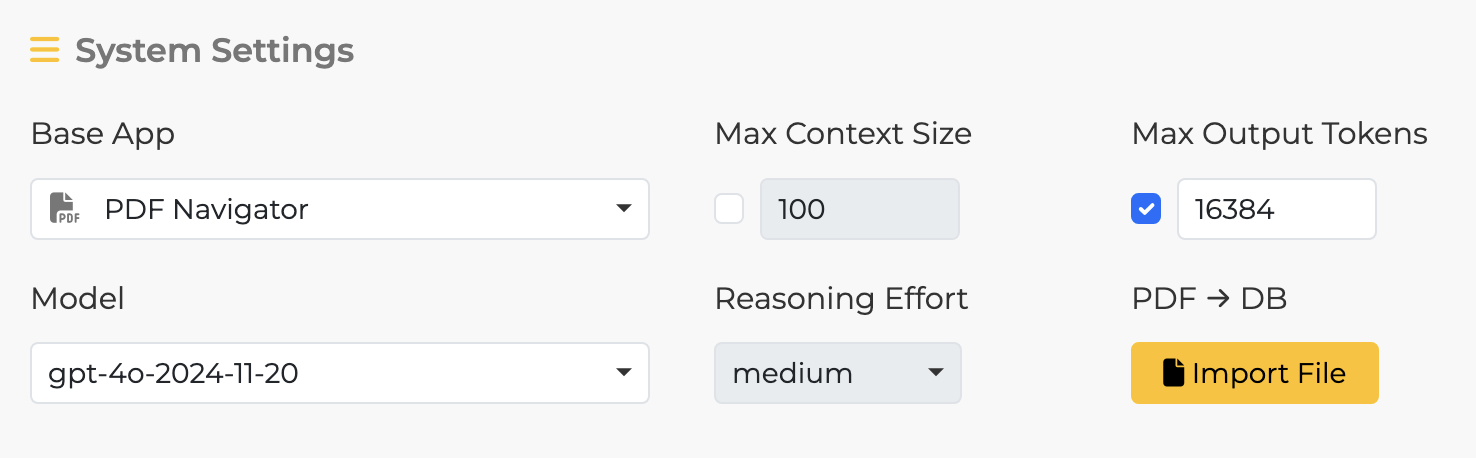 System Settings
Base App
Max Context Size
Max Output Tokens
PDF
PDF Navigator
100
16384
Model
Reasoning Effort
PDF → DB
gpt-4o-2024-11-20
medium
Import File